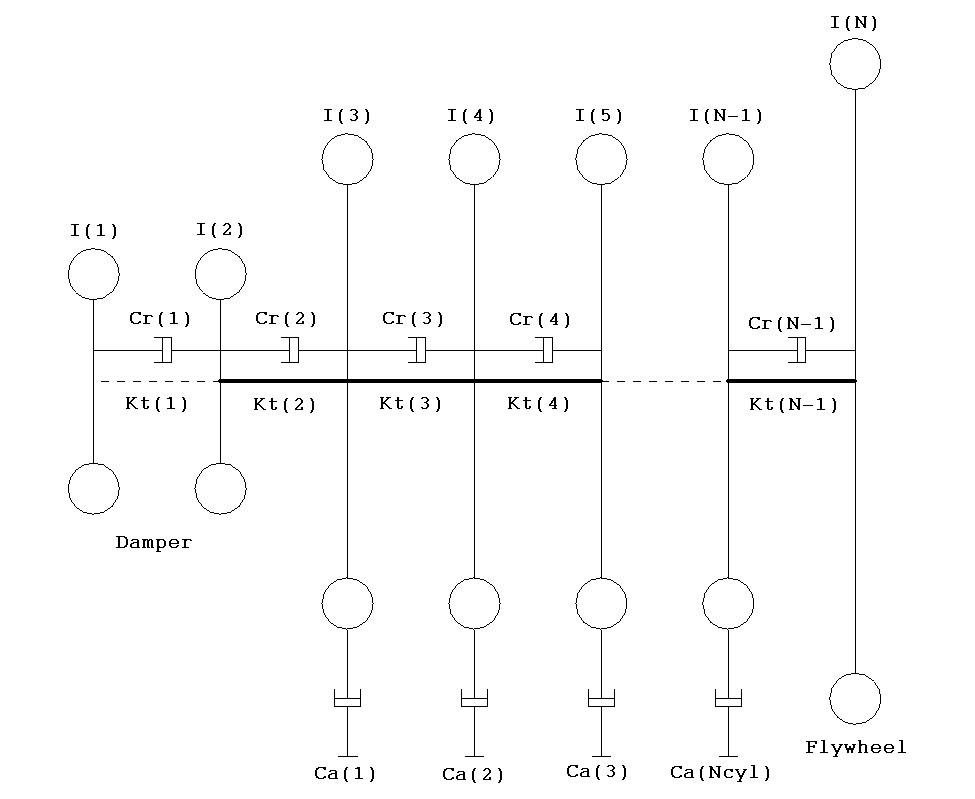 I(N)
I(3)
I(4)
I(5)
I(N-1)
I(1)
I(2)
Cr(1)
Cr(2)
Cr(3)
Cr(4)
Cr(N-1)
Kt(1)
Kt(2)
Kt(3)
Kt(4)
Kt(N-1)
Damper
Flywheel
Ca(1)
Ca(2)
Ca(3)
Ca(Ncyl)